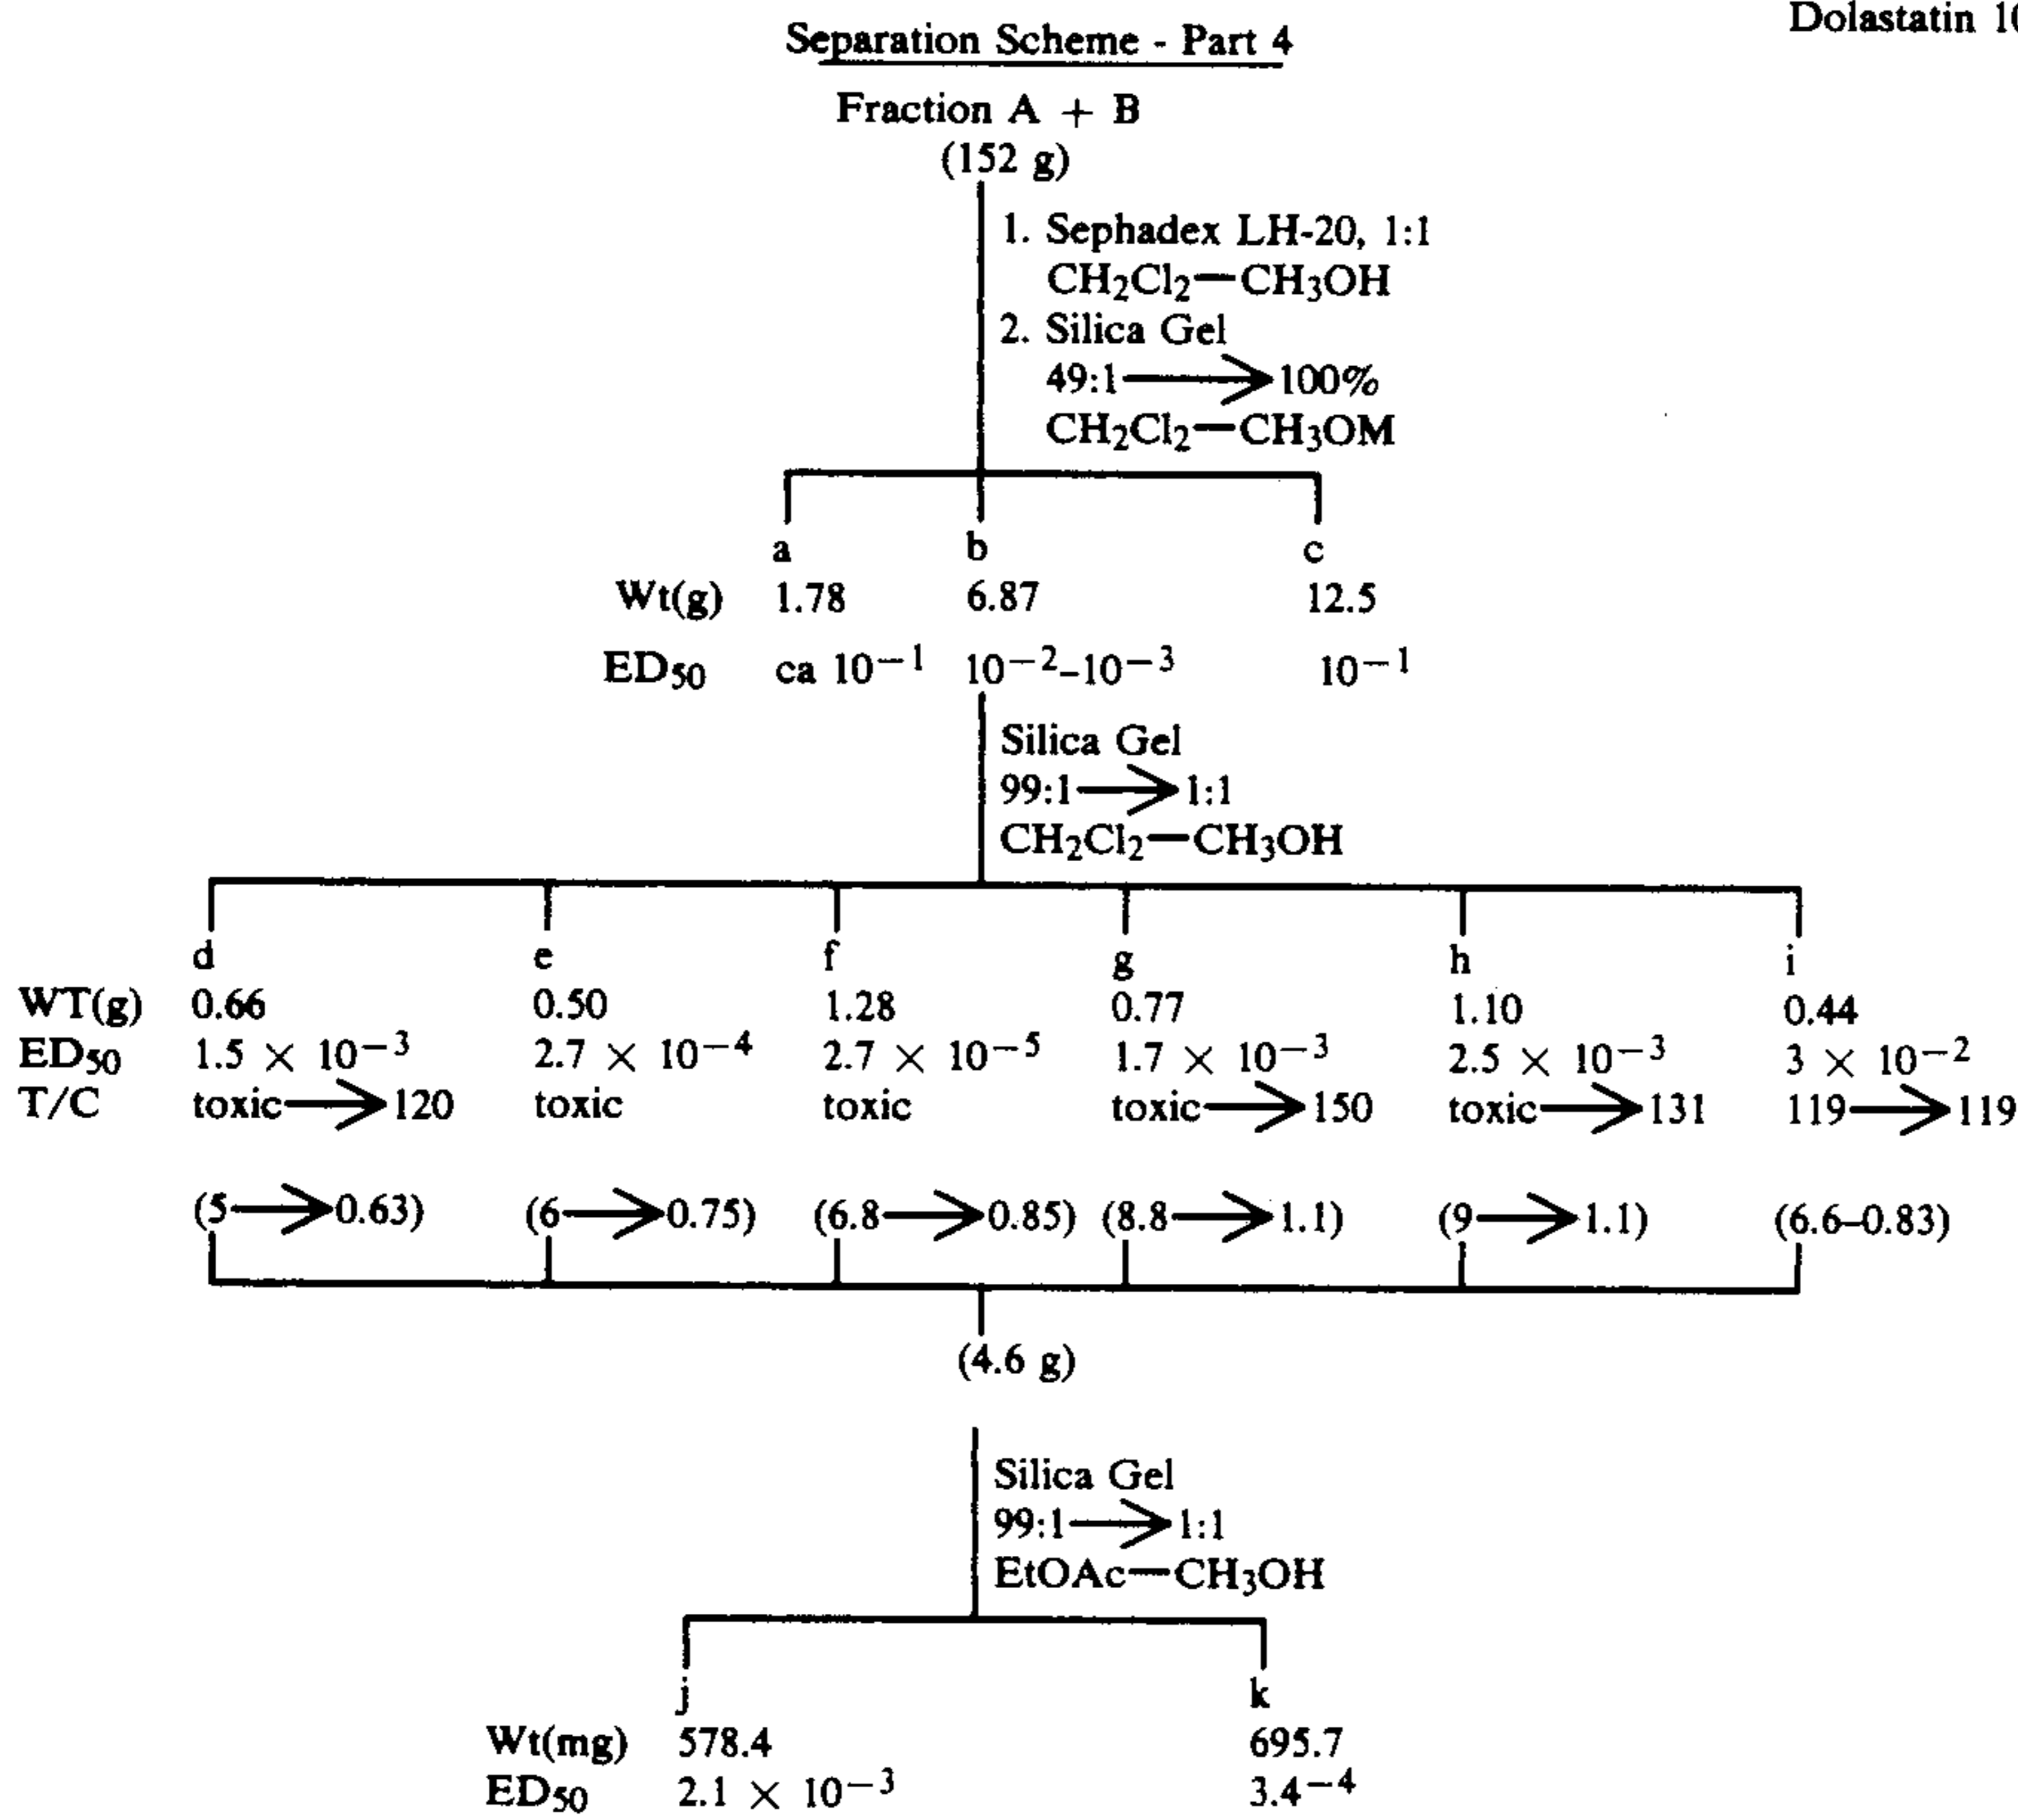 Dolastatin 10
Separation Scheme - Part 4
Fraction A + B
(152 g)
1. Sephadex LH-20, 1:1
CH2Cl2—CH3OH
2. Silica Gel
49:1→100%
CH2Cl2—CH3OM
a b c
Wt(g) 1.78 6.87 12.5
ED50 ca 10−1 10−2–10−3 10−1
Silica Gel
99:1→1:1
CH2Cl2—CH3OH
d e f g h i
WT(g) 0.66 0.50 1.28 0.77 1.10 0.44
ED50 1.5 × 10−3 2.7 × 10−4 2.7 × 10−5 1.7 × 10−3 2.5 × 10−3 3 × 10−2
T/C toxic→120 toxic toxic toxic→150 toxic→131 119→119
(5→0.63) (6→0.75) (6.8→0.85) (8.8→1.1) (9→1.1) (6.6–0.83)
(4.6 g)
Silica Gel
99:1→1:1
EtOAc—CH3OH
j k
Wt(mg) 578.4 695.7
ED50 2.1 × 10−3 3.4−4